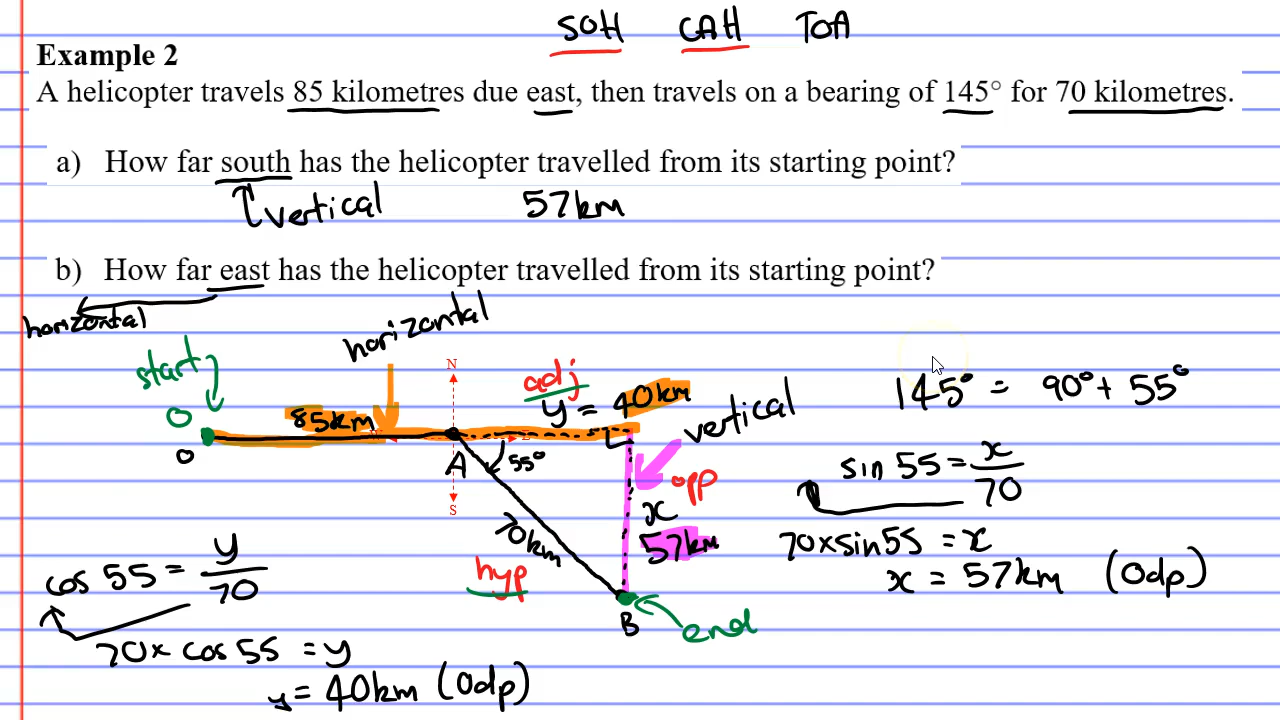 SOH CAH TOA
Example 2
A helicopter travels 85 kilometres due east, then travels on a bearing of 145° for 70 kilometres.
a) How far south has the helicopter travelled from its starting point?
vertical 57km
b) How far east has the helicopter travelled from its starting point?
horizontal
horizontal
start
N
adj
145° = 90° + 55°
85km
y = 40km
vertical
O
W
E
A
55°
opp
sin 55 = x/70
S
x
70km
57km
70×sin55 = x
hyp
x = 57km (0dp)
cos 55 = y/70
B
end
70× cos 55 = y
y = 40km (0dp)